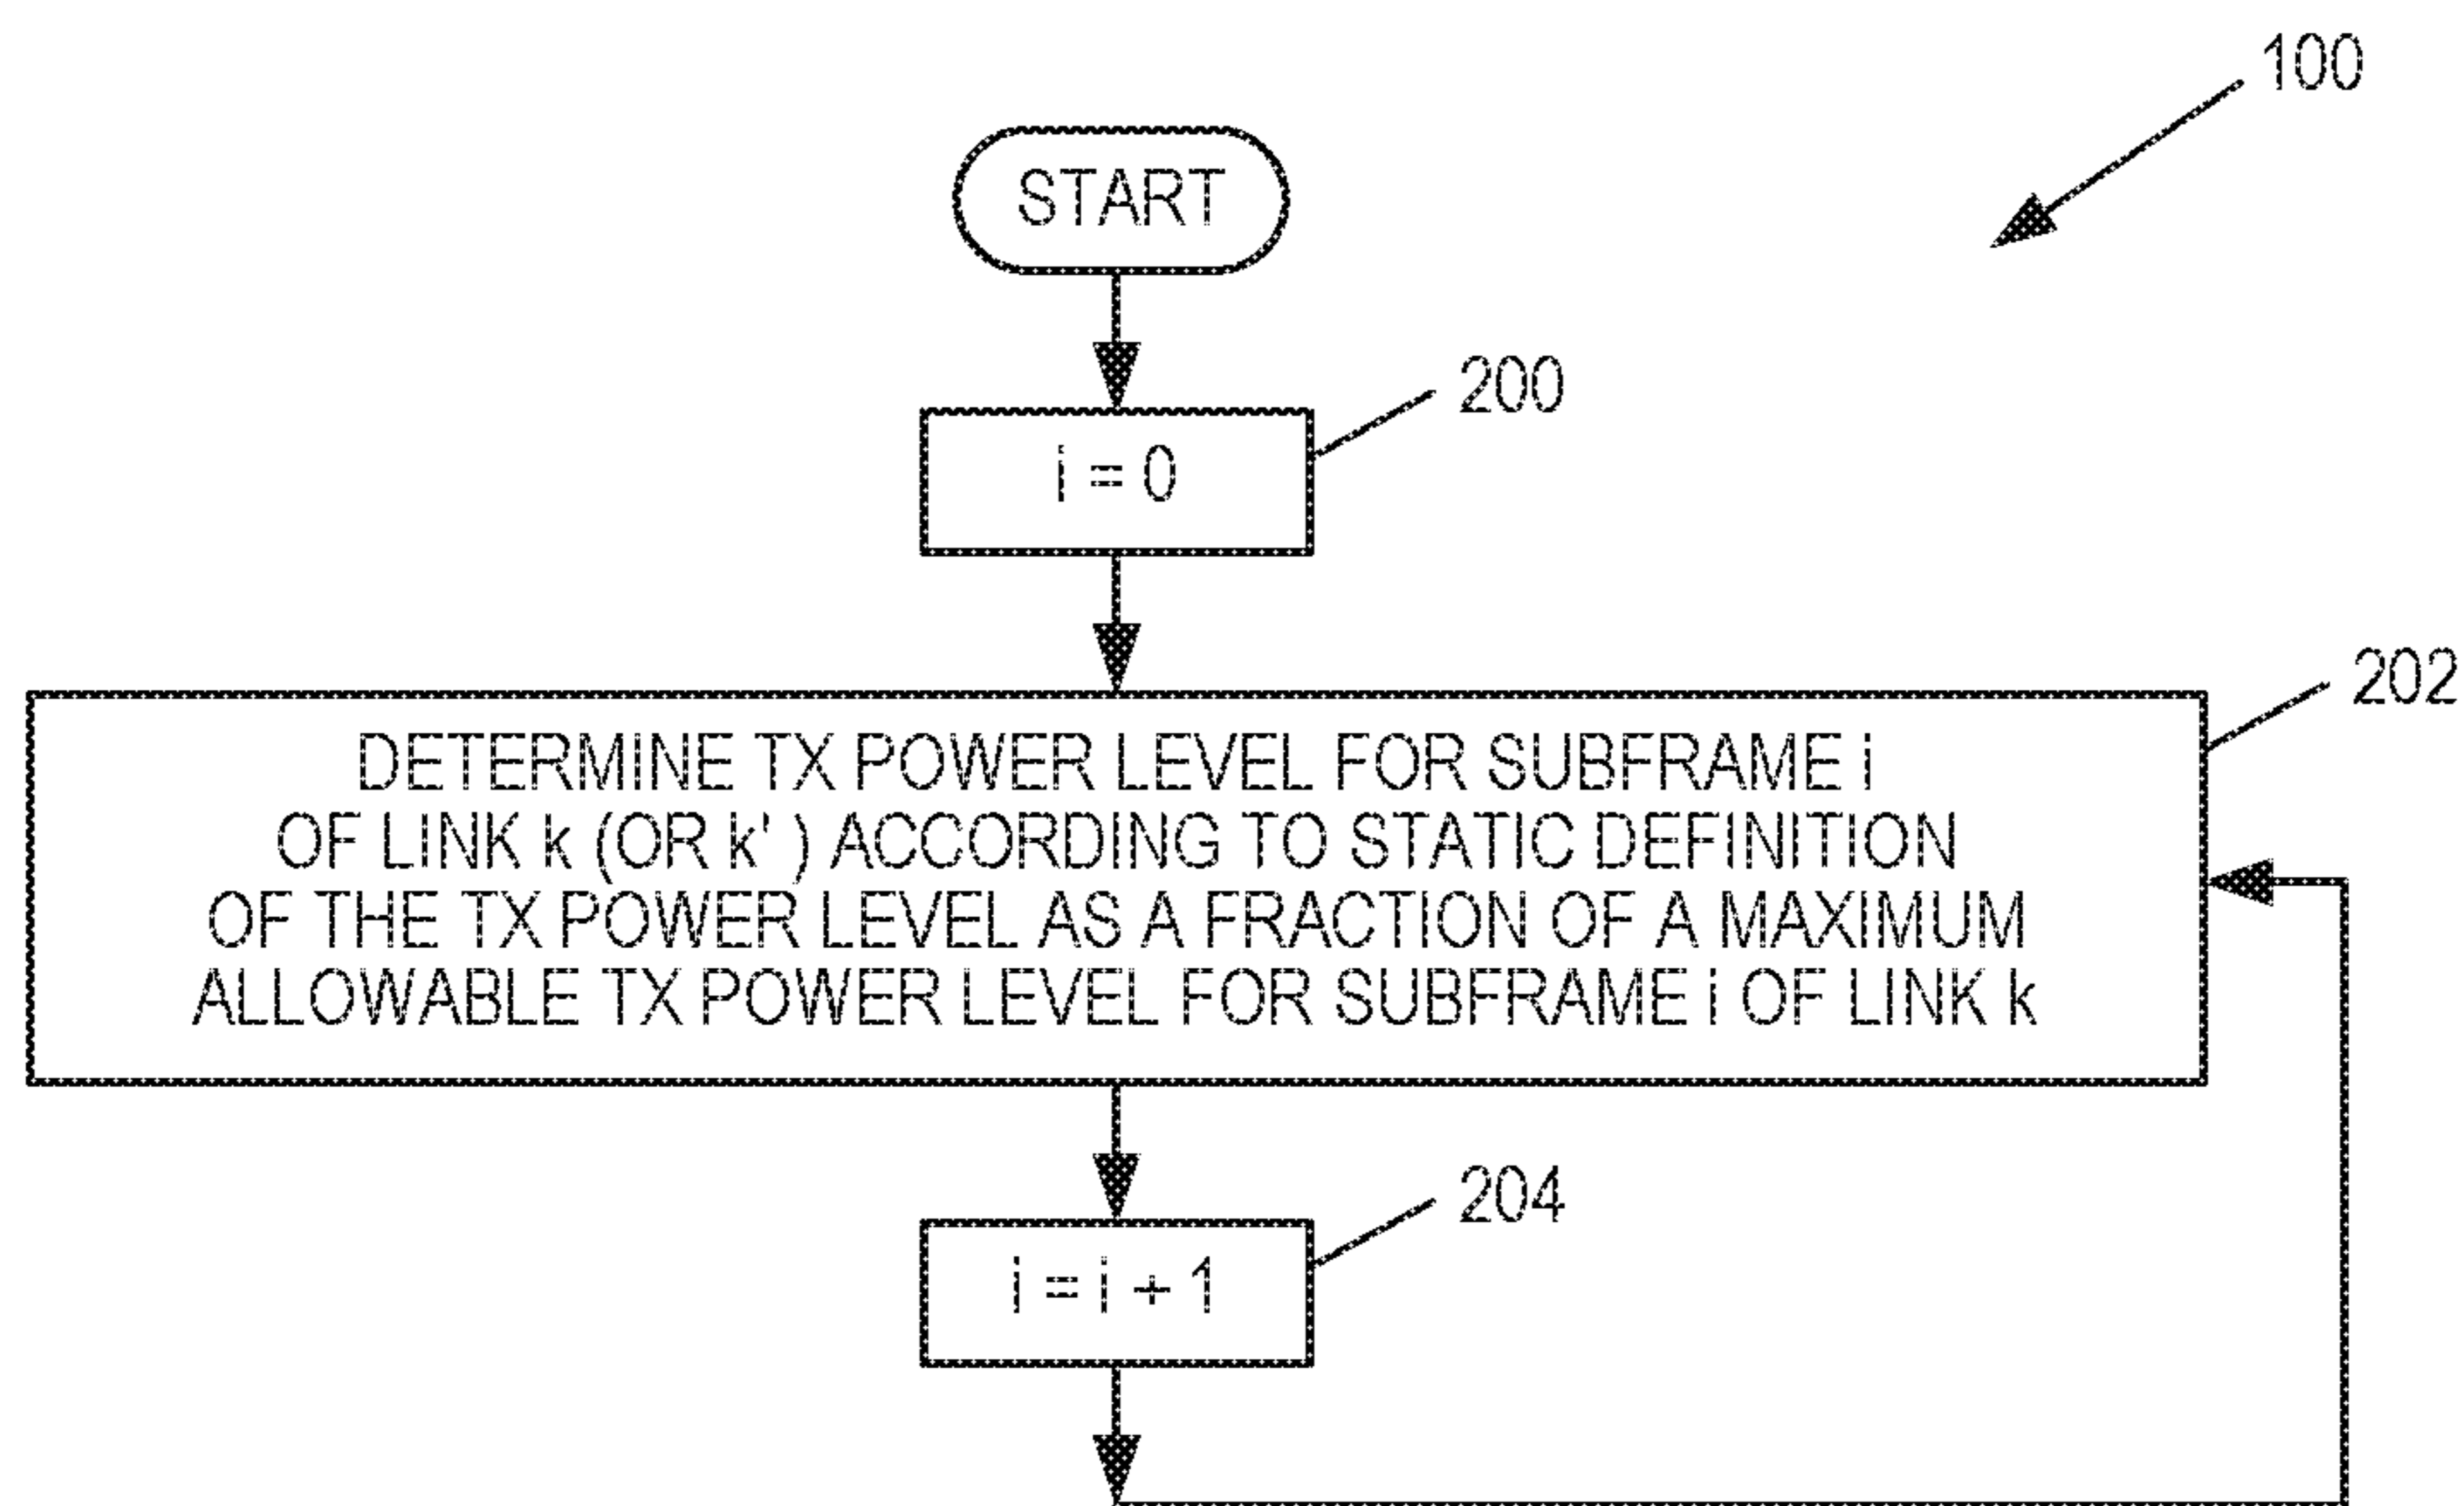 100
START
200
i = 0
202
DETERMINE TX POWER LEVEL FOR SUBFRAME i
OF LINK k (OR k' ) ACCORDING TO STATIC DEFINITION
OF THE TX POWER LEVEL AS A FRACTION OF A MAXIMUM
ALLOWABLE TX POWER LEVEL FOR SUBFRAME i OF LINK k
204
i = i + 1